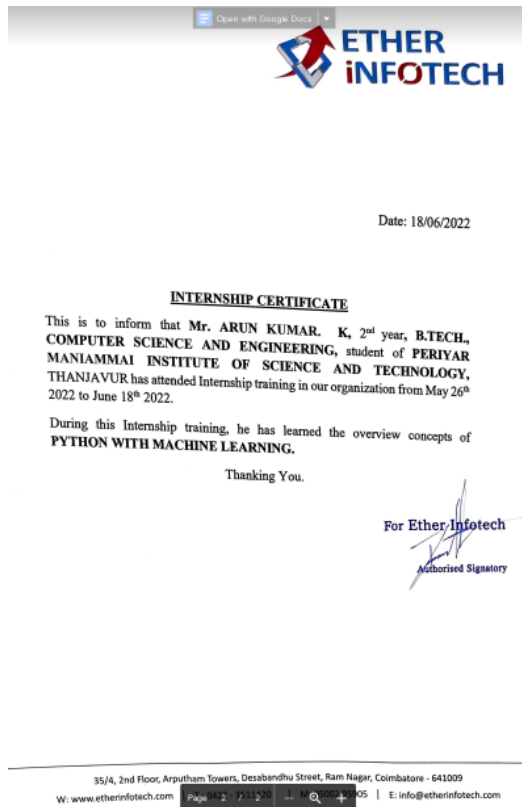 Open with Google Docs
ETHER
iNFOTECH
Date: 18/06/2022
INTERNSHIP CERTIFICATE
This is to inform that Mr. ARUN KUMAR. K, 2nd year, B.TECH.,
COMPUTER SCIENCE AND ENGINEERING, student of PERIYAR
MANIAMMAI INSTITUTE OF SCIENCE AND TECHNOLOGY,
THANJAVUR has attended Internship training in our organization from May 26th
2022 to June 18th 2022.
During this Internship training, he has learned the overview concepts of
PYTHON WITH MACHINE LEARNING.
Thanking You.
For Ether Infotech
Authorised Signatory
35/4, 2nd Floor, Arputham Towers, Desabandhu Street, Ram Nagar, Coimbatore - 641009
W: www.etherinfotech.com | | E: info@etherinfotech.com
Page 2 / 2